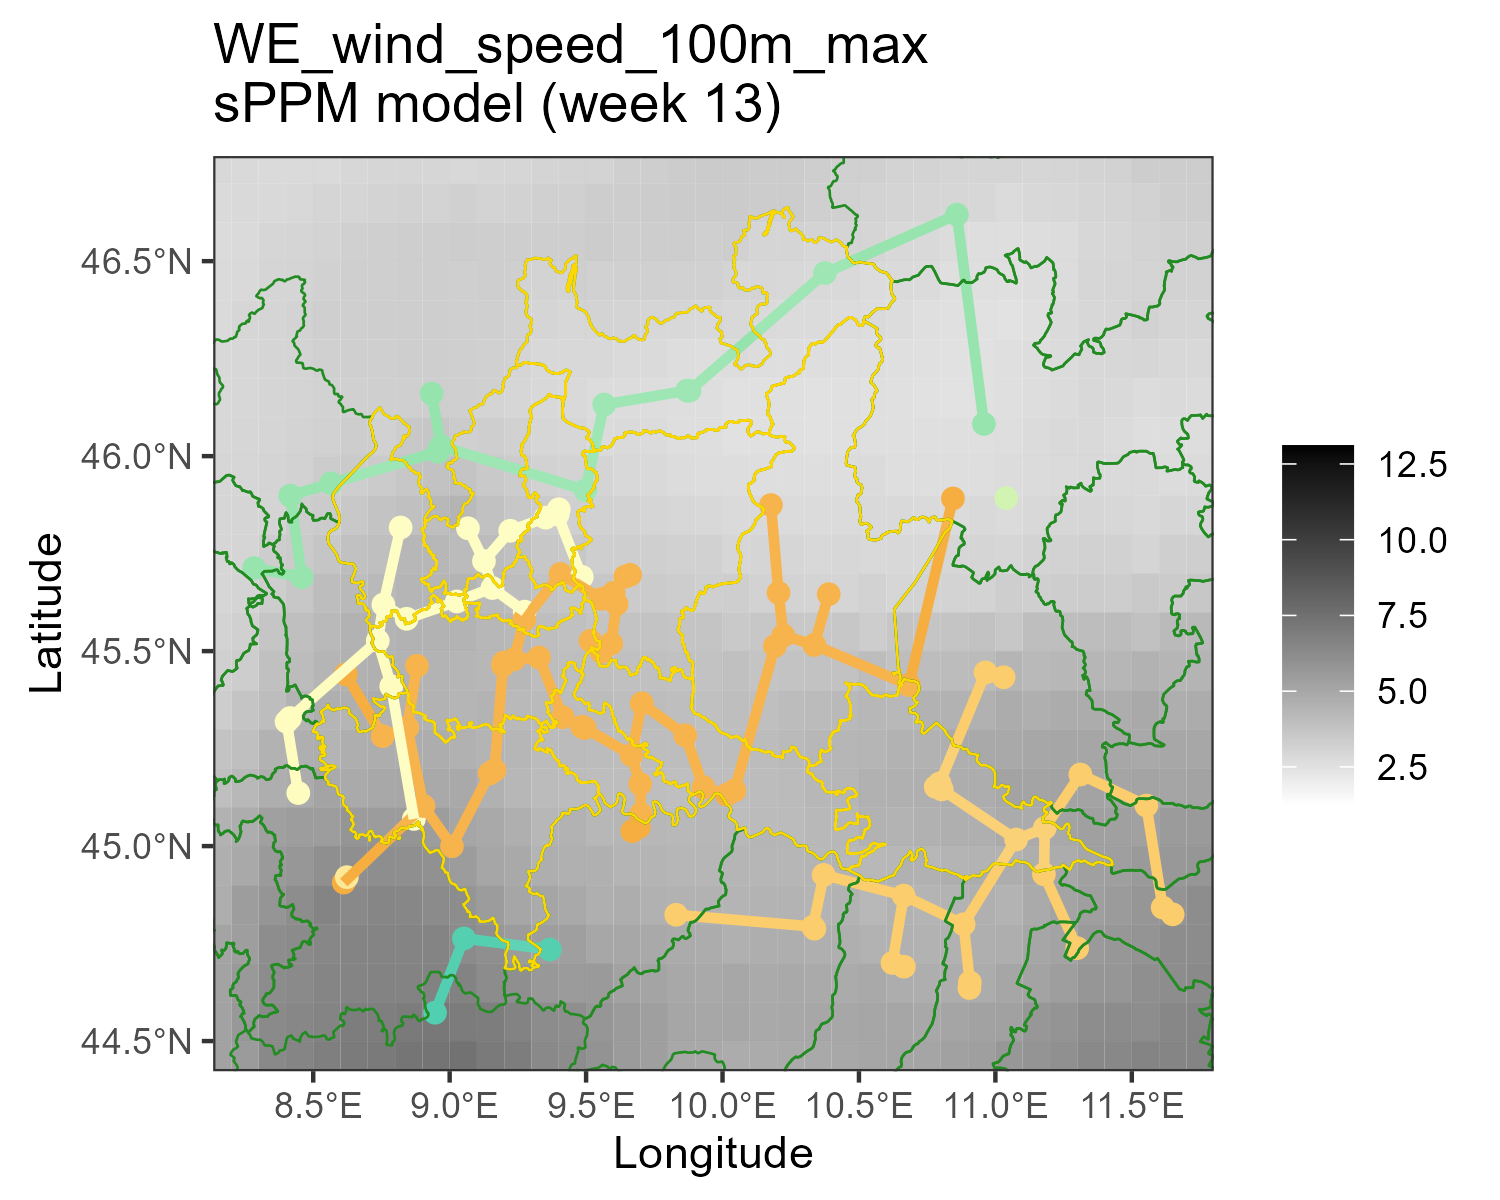 WE_wind_speed_100m_max
sPPM model (week 13)
46.5°N
46.0°N
45.5°N
45.0°N
44.5°N
Latitude
8.5°E
9.0°E
9.5°E
10.0°E
10.5°E
11.0°E
11.5°E
Longitude
12.5
10.0
7.5
5.0
2.5